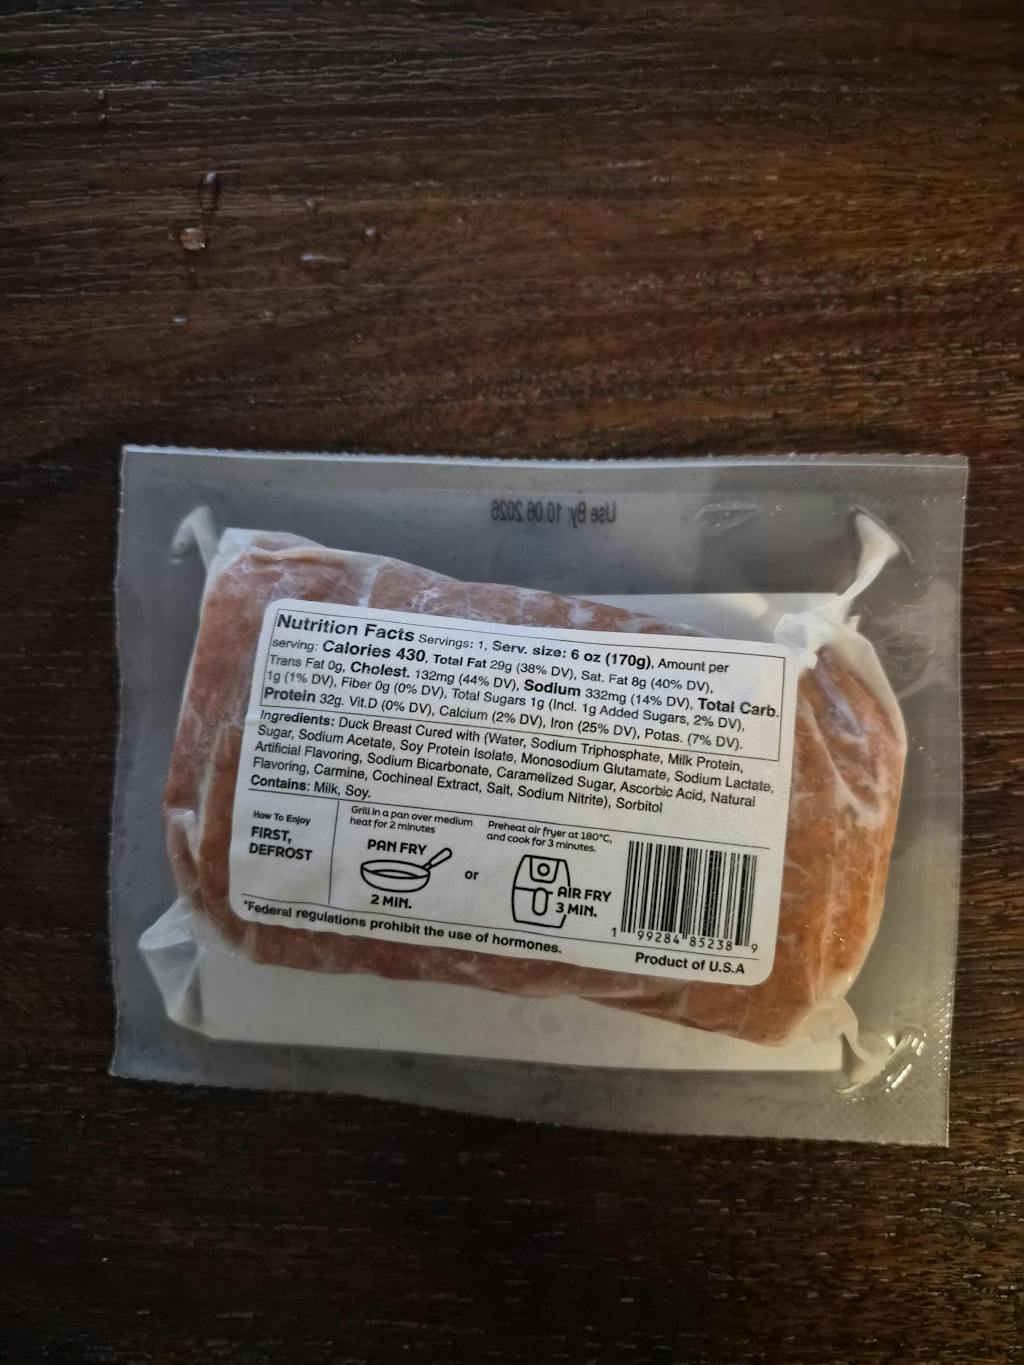 Use By: 10.06.2026
Nutrition Facts Servings: 1, Serv. size: 6 oz (170g), Amount per
serving: Calories 430, Total Fat 29g (38% DV), Sat. Fat 8g (40% DV),
Trans Fat 0g, Cholest. 132mg (44% DV), Sodium 332mg (14% DV), Total Carb.
1g (1% DV), Fiber 0g (0% DV), Total Sugars 1g (Incl. 1g Added Sugars, 2% DV),
Protein 32g. Vit.D (0% DV), Calcium (2% DV), Iron (25% DV), Potas. (7% DV).
Ingredients: Duck Breast Cured with (Water, Sodium Triphosphate, Milk Protein,
Sugar, Sodium Acetate, Soy Protein Isolate, Monosodium Glutamate, Sodium Lactate,
Artificial Flavoring, Sodium Bicarbonate, Caramelized Sugar, Ascorbic Acid, Natural
Flavoring, Carmine, Cochineal Extract, Salt, Sodium Nitrite), Sorbitol
Contains: Milk, Soy.
How To Enjoy
FIRST,
DEFROST
Grill in a pan over medium
heat for 2 minutes
PAN FRY
2 MIN.
or
Preheat air fryer at 180°C,
and cook for 3 minutes.
AIR FRY
3 MIN.
1 99284 85238 9
*Federal regulations prohibit the use of hormones.
Product of U.S.A